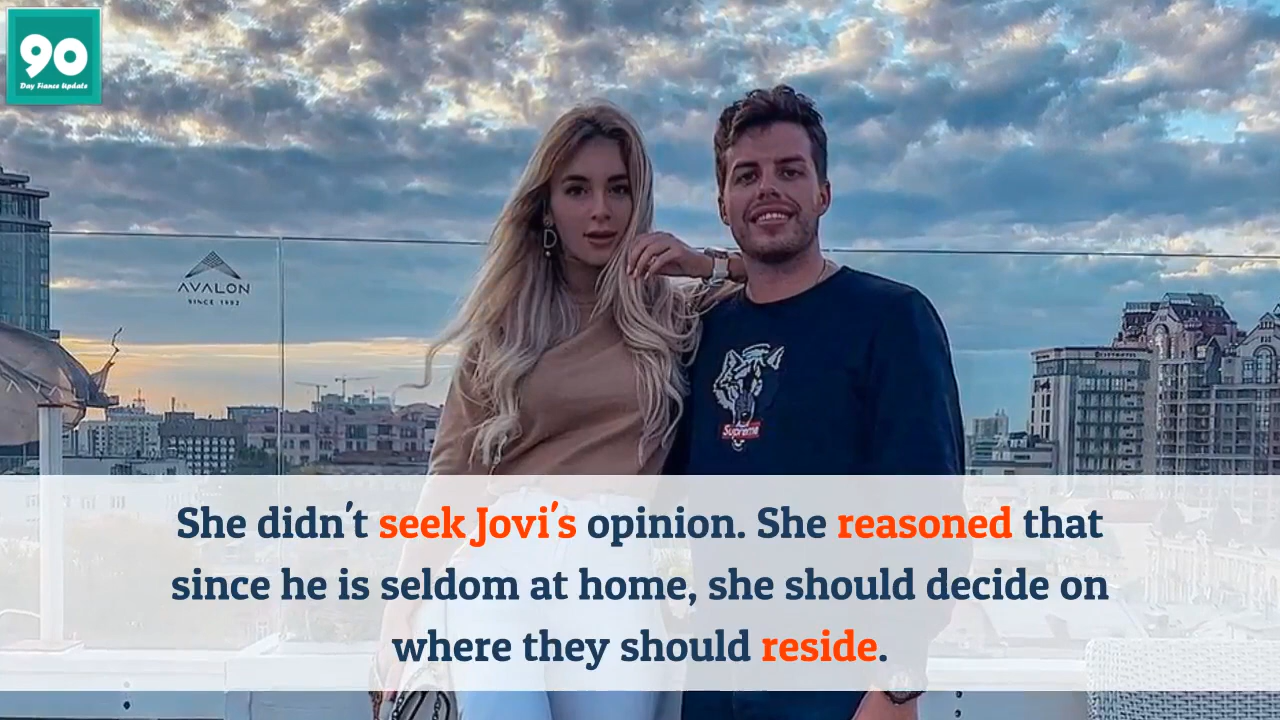 90
Day Fiance Update
AVALON
SINCE 1992
Supreme
She didn't seek Jovi's opinion. She reasoned that
since he is seldom at home, she should decide on
where they should reside.